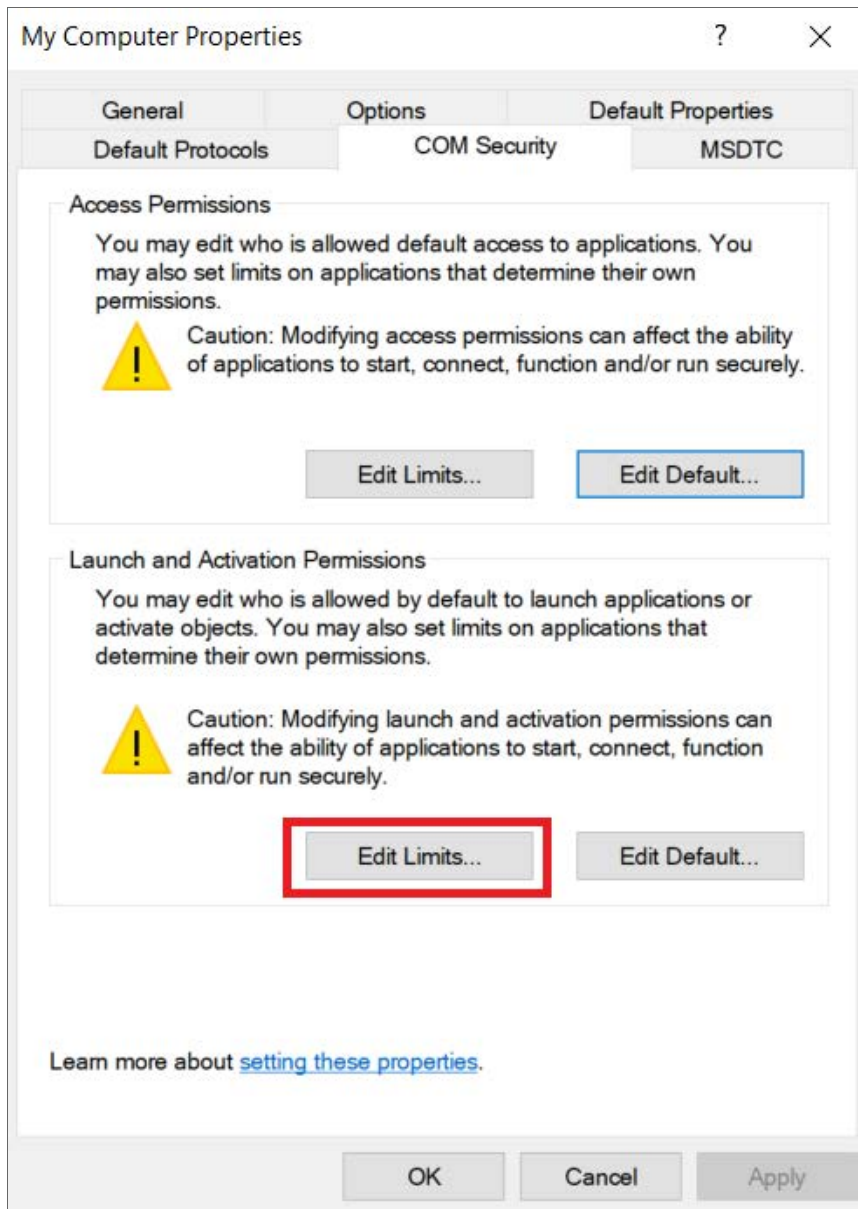 My Computer Properties ? ×
General Options Default Properties
Default Protocols COM Security MSDTC
Access Permissions
You may edit who is allowed default access to applications. You
may also set limits on applications that determine their own
permissions.
Caution: Modifying access permissions can affect the ability
of applications to start, connect, function and/or run securely.
Edit Limits... Edit Default...
Launch and Activation Permissions
You may edit who is allowed by default to launch applications or
activate objects. You may also set limits on applications that
determine their own permissions.
Caution: Modifying launch and activation permissions can
affect the ability of applications to start, connect, function
and/or run securely.
Edit Limits... Edit Default...
Learn more about setting these properties.
OK Cancel Apply